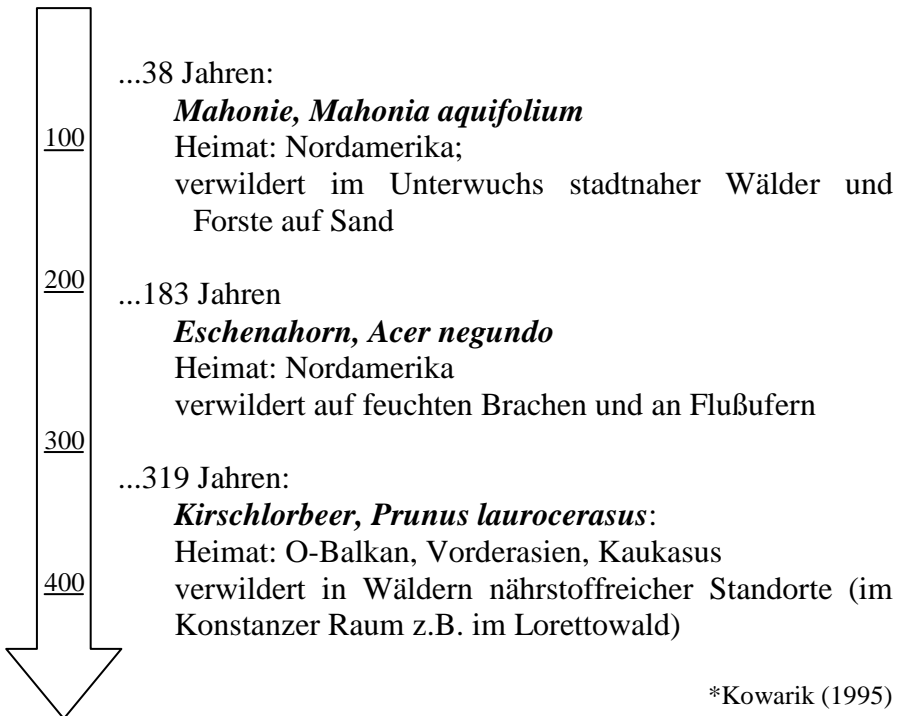 ...38 Jahren:
Mahonie, Mahonia aquifolium
100
Heimat: Nordamerika;
verwildert im Unterwuchs stadtnaher Wälder und
Forste auf Sand
200
...183 Jahren
Eschenahorn, Acer negundo
Heimat: Nordamerika
verwildert auf feuchten Brachen und an Flußufern
300
...319 Jahren:
Kirschlorbeer, Prunus laurocerasus:
Heimat: O-Balkan, Vorderasien, Kaukasus
400
verwildert in Wäldern nährstoffreicher Standorte (im
Konstanzer Raum z.B. im Lorettowald)
*Kowarik (1995)